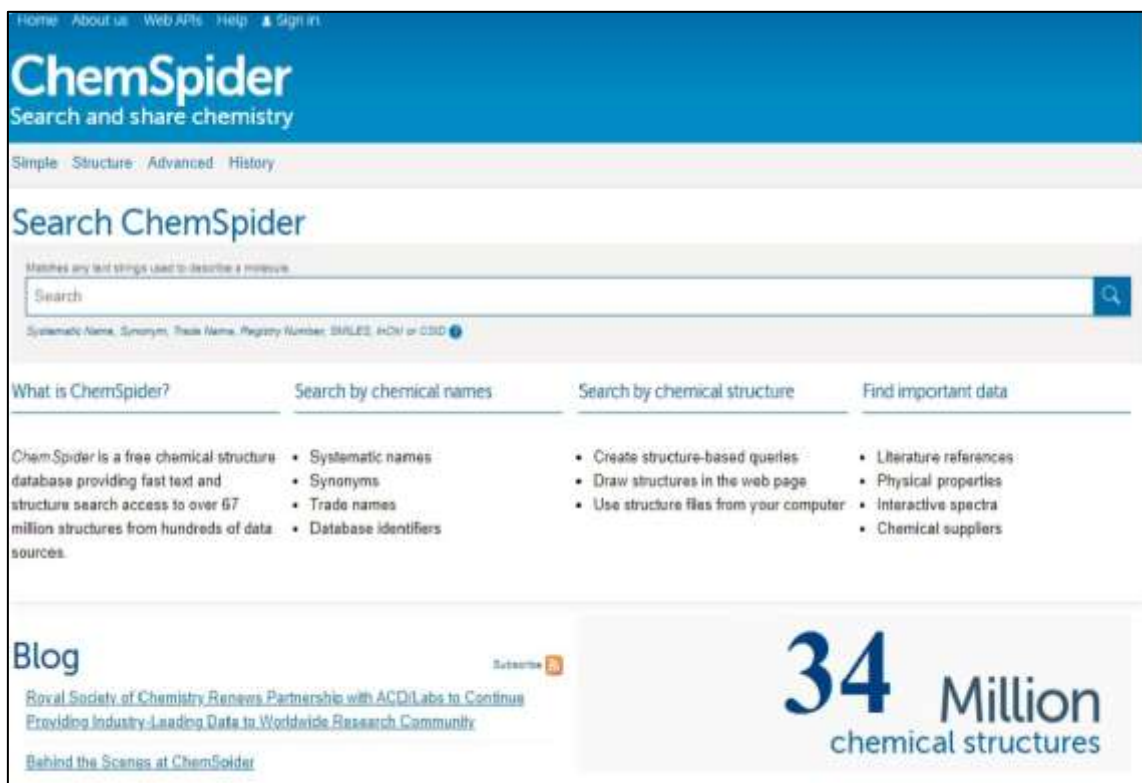 Home About us Web APIs Help Sign in
ChemSpider
Search and share chemistry
Simple Structure Advanced History
Search ChemSpider
Matches any text strings used to describe a molecule.
Search
Systematic Name, Synonym, Trade Name, Registry Number, SMILES, InChI or CSID
What is ChemSpider?
ChemSpider is a free chemical structure
database providing fast text and
structure search access to over 67
million structures from hundreds of data
sources.
Search by chemical names
• Systematic names
• Synonyms
• Trade names
• Database identifiers
Search by chemical structure
• Create structure-based queries
• Draw structures in the web page
• Use structure files from your computer
Find important data
• Literature references
• Physical properties
• Interactive spectra
• Chemical suppliers
Blog
Subscribe
Royal Society of Chemistry Renews Partnership with ACD/Labs to Continue
Providing Industry-Leading Data to Worldwide Research Community
Behind the Scenes at ChemSpider
34 Million
chemical structures